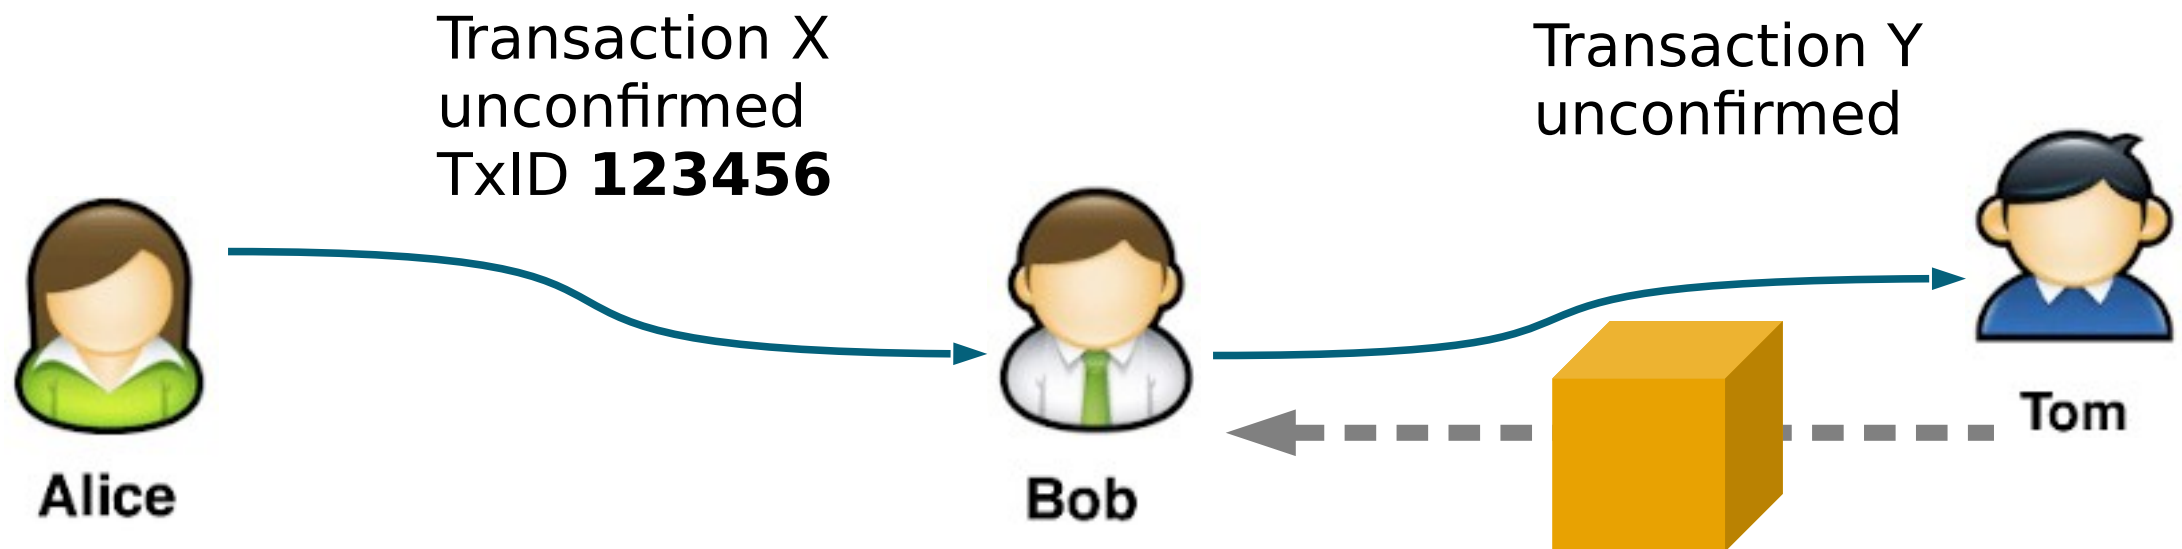 Transaction X
unconfirmed
TxID 123456
Transaction Y
unconfirmed
Alice
Bob
Tom